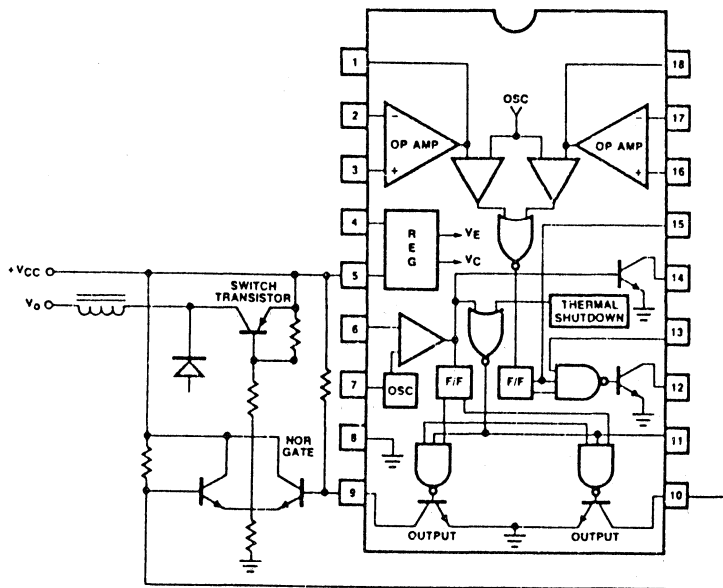 1
18
OSC
2
17
OP AMP
OP AMP
-
-
3
+
+
16
4
15
R
E
G
VE
VC
+VCC
5
14
SWITCH
TRANSISTOR
Vo
6
THERMAL
SHUTDOWN
13
7
OSC
F/F
F/F
12
8
11
NOR
GATE
9
10
OUTPUT
OUTPUT